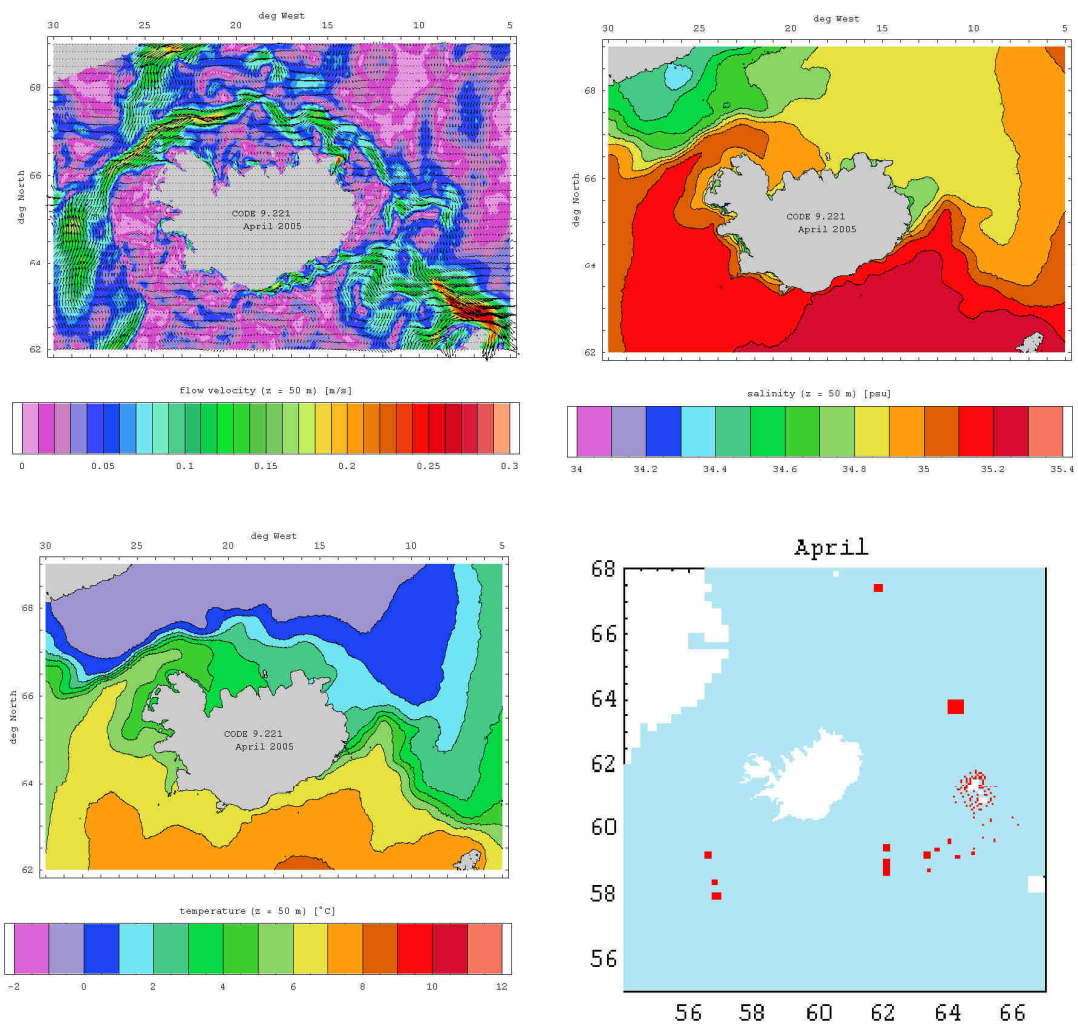 deg West
30 25 20 15 10 5
68
66
64
62
deg North
CODE 9.221
April 2005
flow velocity (z = 50 m) [m/s]
0 0.05 0.1 0.15 0.2 0.25 0.3
deg West
30 25 20 15 10 5
68
66
64
62
deg North
CODE 9.221
April 2005
salinity (z = 50 m) [psu]
34 34.2 34.4 34.6 34.8 35 35.2 35.4
deg West
30 25 20 15 10 5
68
66
64
62
deg North
CODE 9.221
April 2005
temperature (z = 50 m) [°C]
-2 0 2 4 6 8 10 12
April
68
66
64
62
60
58
56
56 58 60 62 64 66